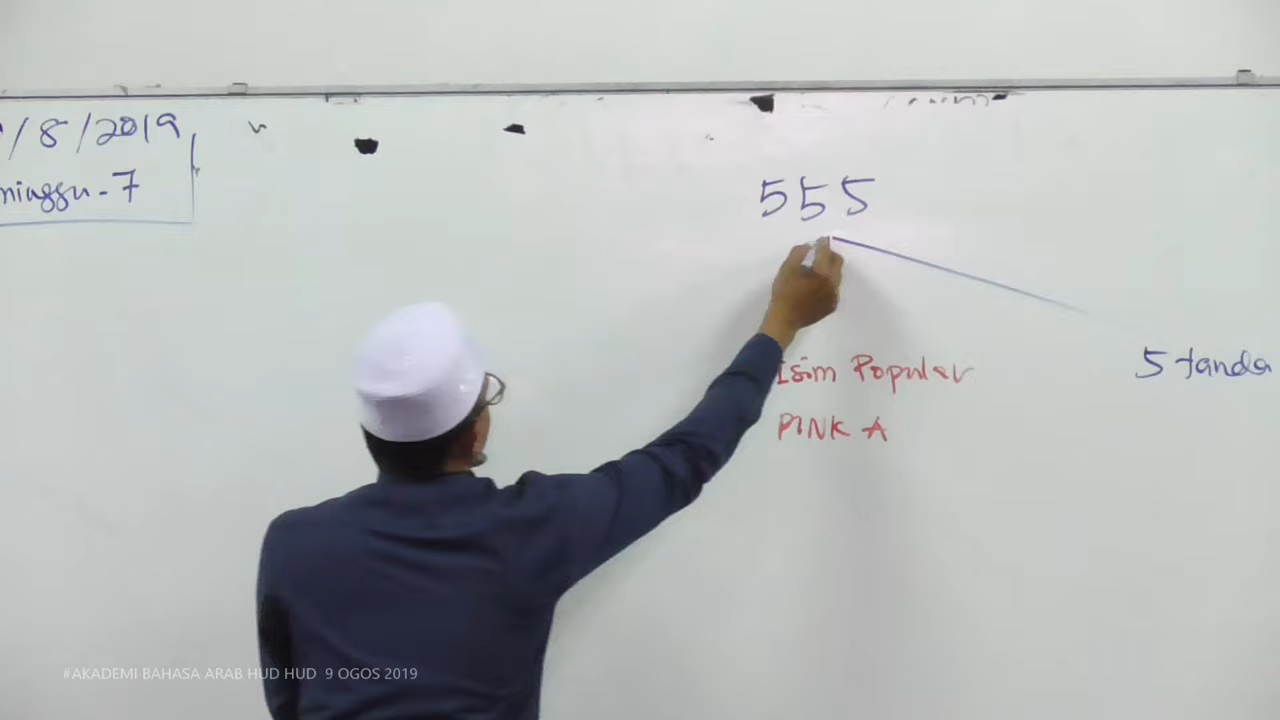 /8/2019
minggu-7
555
Isim Popular
5 tanda
PINK A
#AKADEMI BAHASA ARAB HUD HUD 9 OGOS 2019